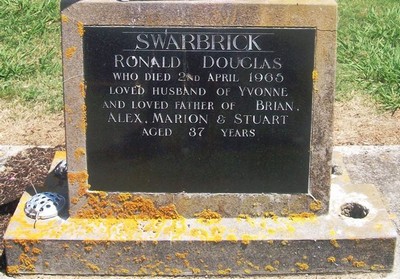 SWARBRICK
RONALD DOUGLAS
WHO DIED 2ND APRIL 1965
LOVED HUSBAND OF YVONNE
AND LOVED FATHER OF BRIAN,
ALEX, MARION & STUART
AGED 37 YEARS